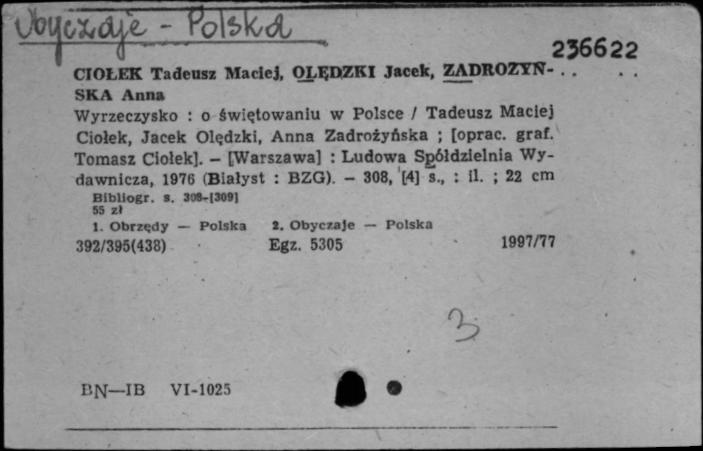 Obyczaje - Polska
236622
CIOŁEK Tadeusz Maciej, OLĘDZKI Jacek, ZADROŻYŃ-
SKA Anna
Wyrzeczysko : o świętowaniu w Polsce / Tadeusz Maciej
Ciołek, Jacek Olędzki, Anna Zadrożyńska ; [oprac. graf.
Tomasz Ciołek]. — [Warszawa] : Ludowa Spółdzielnia Wy-
dawnicza, 1976 (Białyst : BZG). — 308, [4] s., : il. ; 22 cm
Bibliogr. s. 308-[309]
55 zł
1. Obrzędy — Polska 2. Obyczaje — Polska
392/395(438) Egz. 5305 1997/77
3
BN—IB VI-1025